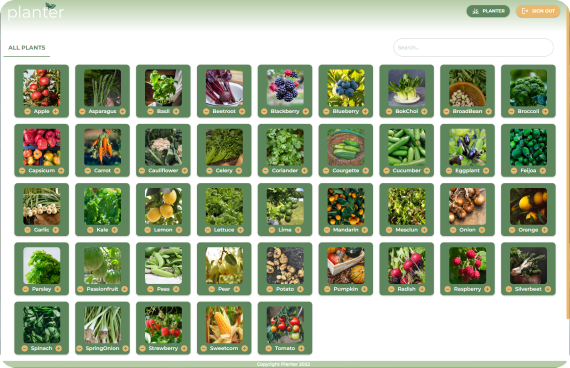 planter
PLANTER
SIGN OUT
ALL PLANTS
Search...
Apple
Asparagus
Basil
Beetroot
Blackberry
Blueberry
BokChoi
BroadBean
Broccoli
Capsicum
Carrot
Cauliflower
Celery
Coriander
Courgette
Cucumber
Eggplant
Feijoa
Garlic
Kale
Lemon
Lettuce
Lime
Mandarin
Mesclun
Onion
Orange
Parsley
Passionfruit
Peas
Pear
Potato
Pumpkin
Radish
Raspberry
Silverbeet
Spinach
SpringOnion
Strawberry
Sweetcorn
Tomato
Copyright Planter 2022